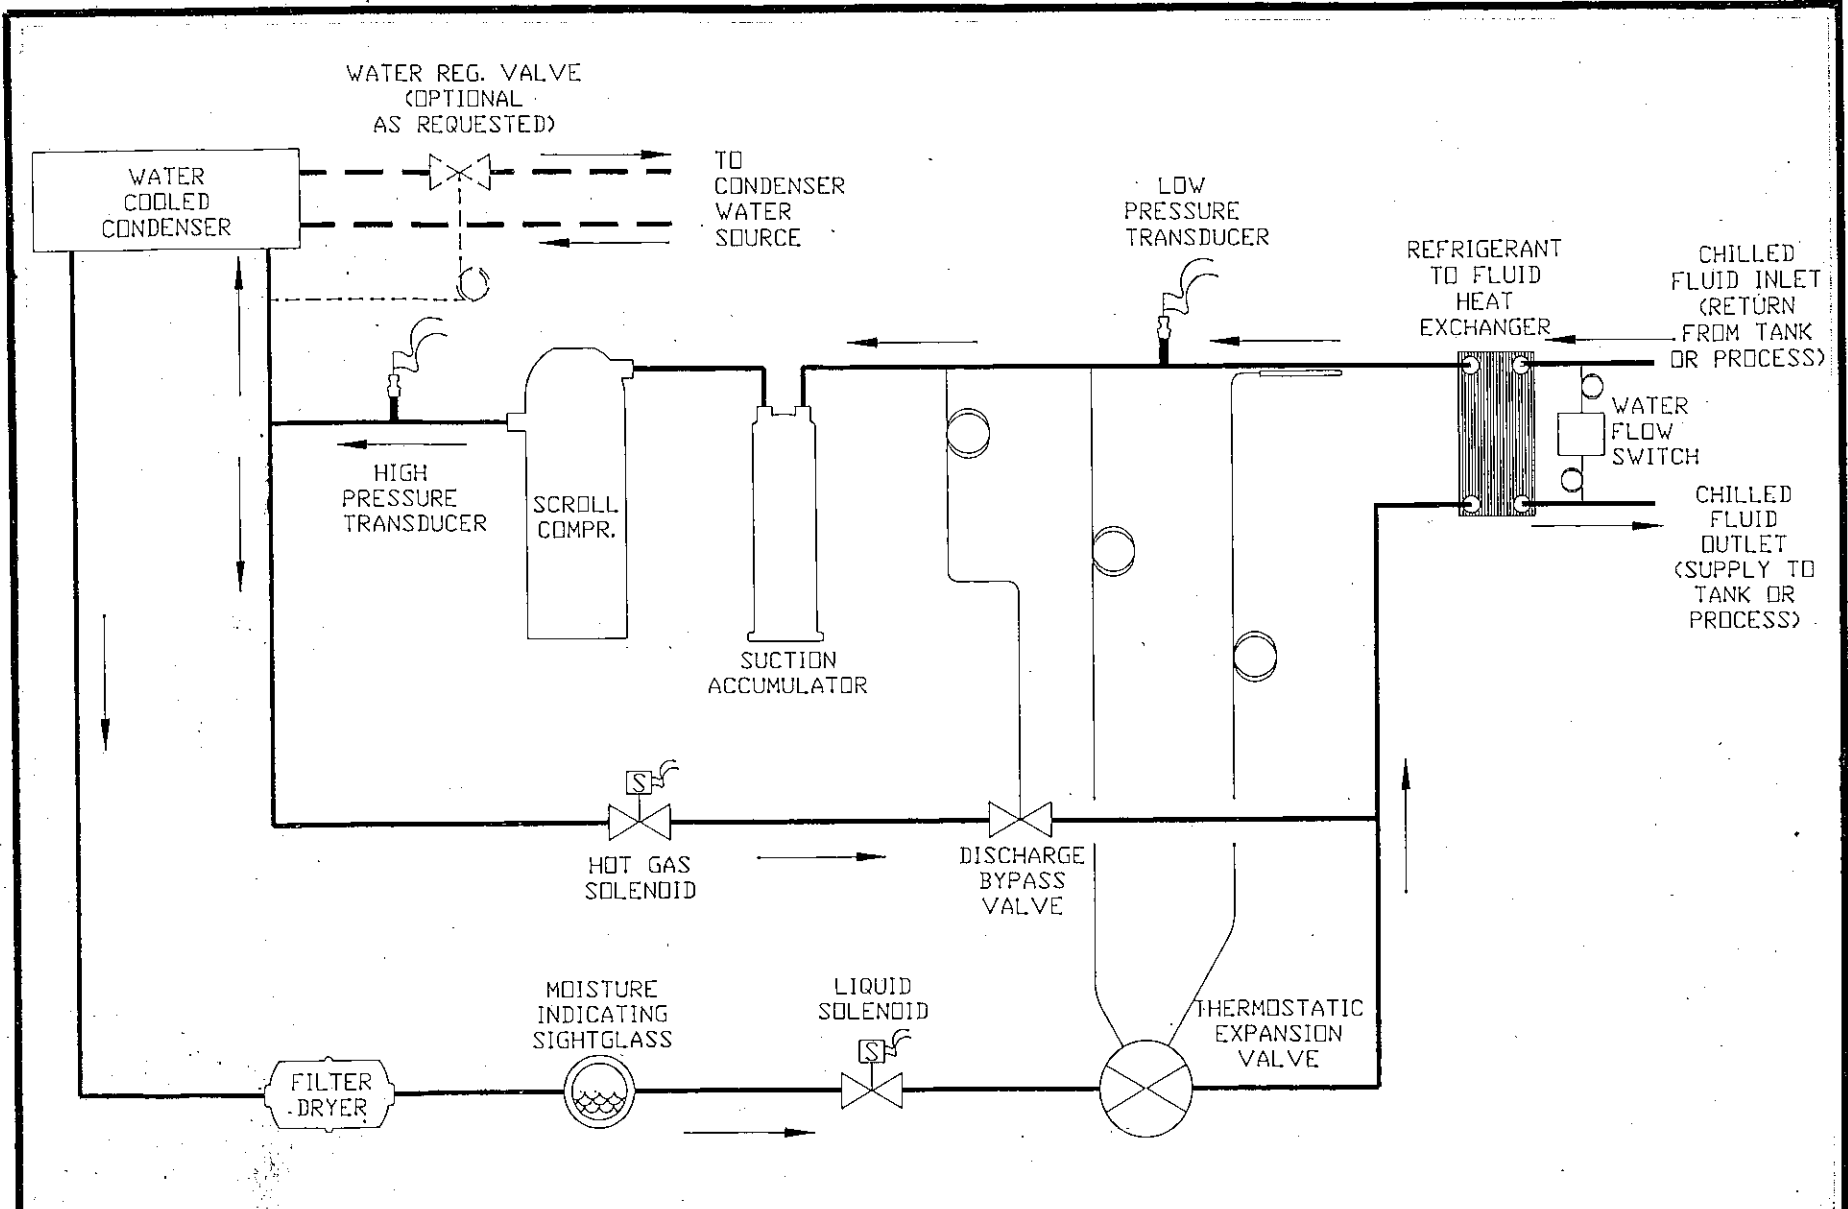 WATER REG. VALVE
(OPTIONAL
AS REQUESTED)
WATER
COOLED
CONDENSER
TO
CONDENSER
WATER
SOURCE
LOW
PRESSURE
TRANSDUCER
REFRIGERANT
TO FLUID
HEAT
EXCHANGER
CHILLED
FLUID INLET
(RETURN
FROM TANK
OR PROCESS)
WATER
FLOW
SWITCH
HIGH
PRESSURE
TRANSDUCER
SCROLL
COMPR.
CHILLED
FLUID
OUTLET
(SUPPLY TO
TANK OR
PROCESS)
SUCTION
ACCUMULATOR
S
HOT GAS
SOLENOID
DISCHARGE
BYPASS
VALVE
MOISTURE
INDICATING
SIGHTGLASS
LIQUID
SOLENOID
S
THERMOSTATIC
EXPANSION
VALVE
FILTER
DRYER